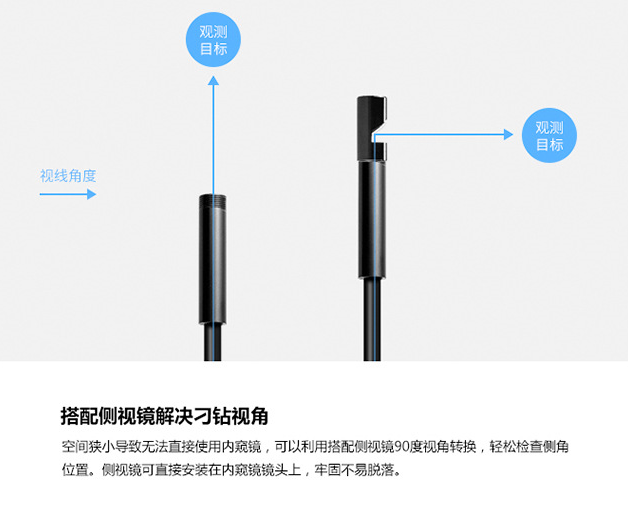 观测
目标
观测
目标
视线角度
搭配侧视镜解决刁钻视角
空间狭小导致无法直接使用内窥镜，可以利用搭配侧视镜90度视角转换，轻松检查侧角
位置。侧视镜可直接安装在内窥镜镜头上，牢固不易脱落。